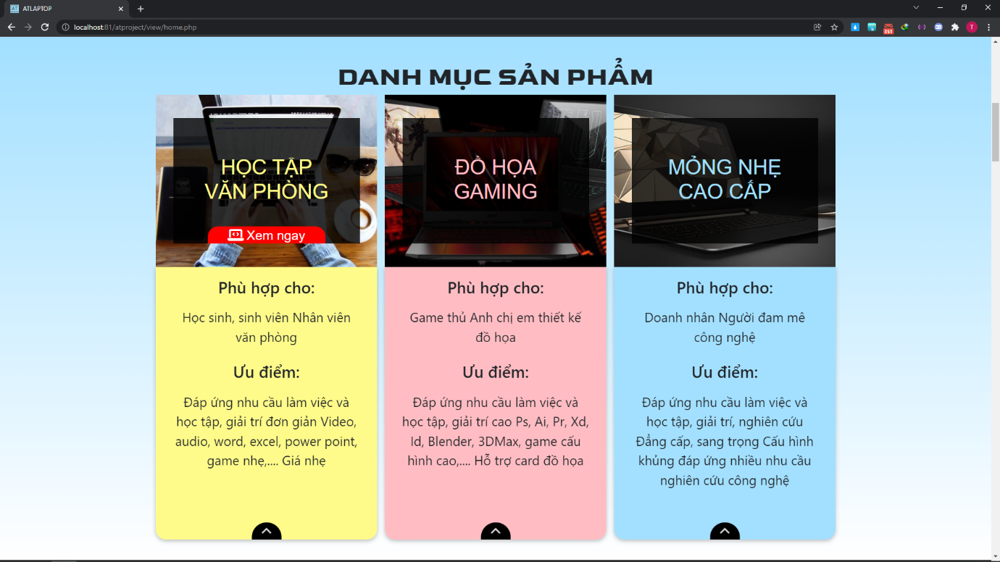 ATLAPTOP
localhost:81/atproject/view/home.php
351
T
DANH MỤC SẢN PHẨM
HỌC TẬP
VĂN PHÒNG
Xem ngay
ĐỒ HỌA
GAMING
MỎNG NHẸ
CAO CẤP
Phù hợp cho:
Học sinh, sinh viên Nhân viên
văn phòng
Ưu điểm:
Đáp ứng nhu cầu làm việc và
học tập, giải trí đơn giản Video,
audio, word, excel, power point,
game nhẹ,.... Giá nhẹ
Phù hợp cho:
Game thủ Anh chị em thiết kế
đồ họa
Ưu điểm:
Đáp ứng nhu cầu làm việc và
học tập, giải trí cao Ps, Ai, Pr, Xd,
Id, Blender, 3DMax, game cấu
hình cao,.... Hỗ trợ card đồ họa
Phù hợp cho:
Doanh nhân Người đam mê
công nghệ
Ưu điểm:
Đáp ứng nhu cầu làm việc và
học tập, giải trí, nghiên cứu
Đẳng cấp, sang trọng Cấu hình
khủng đáp ứng nhiều nhu cầu
nghiên cứu công nghệ